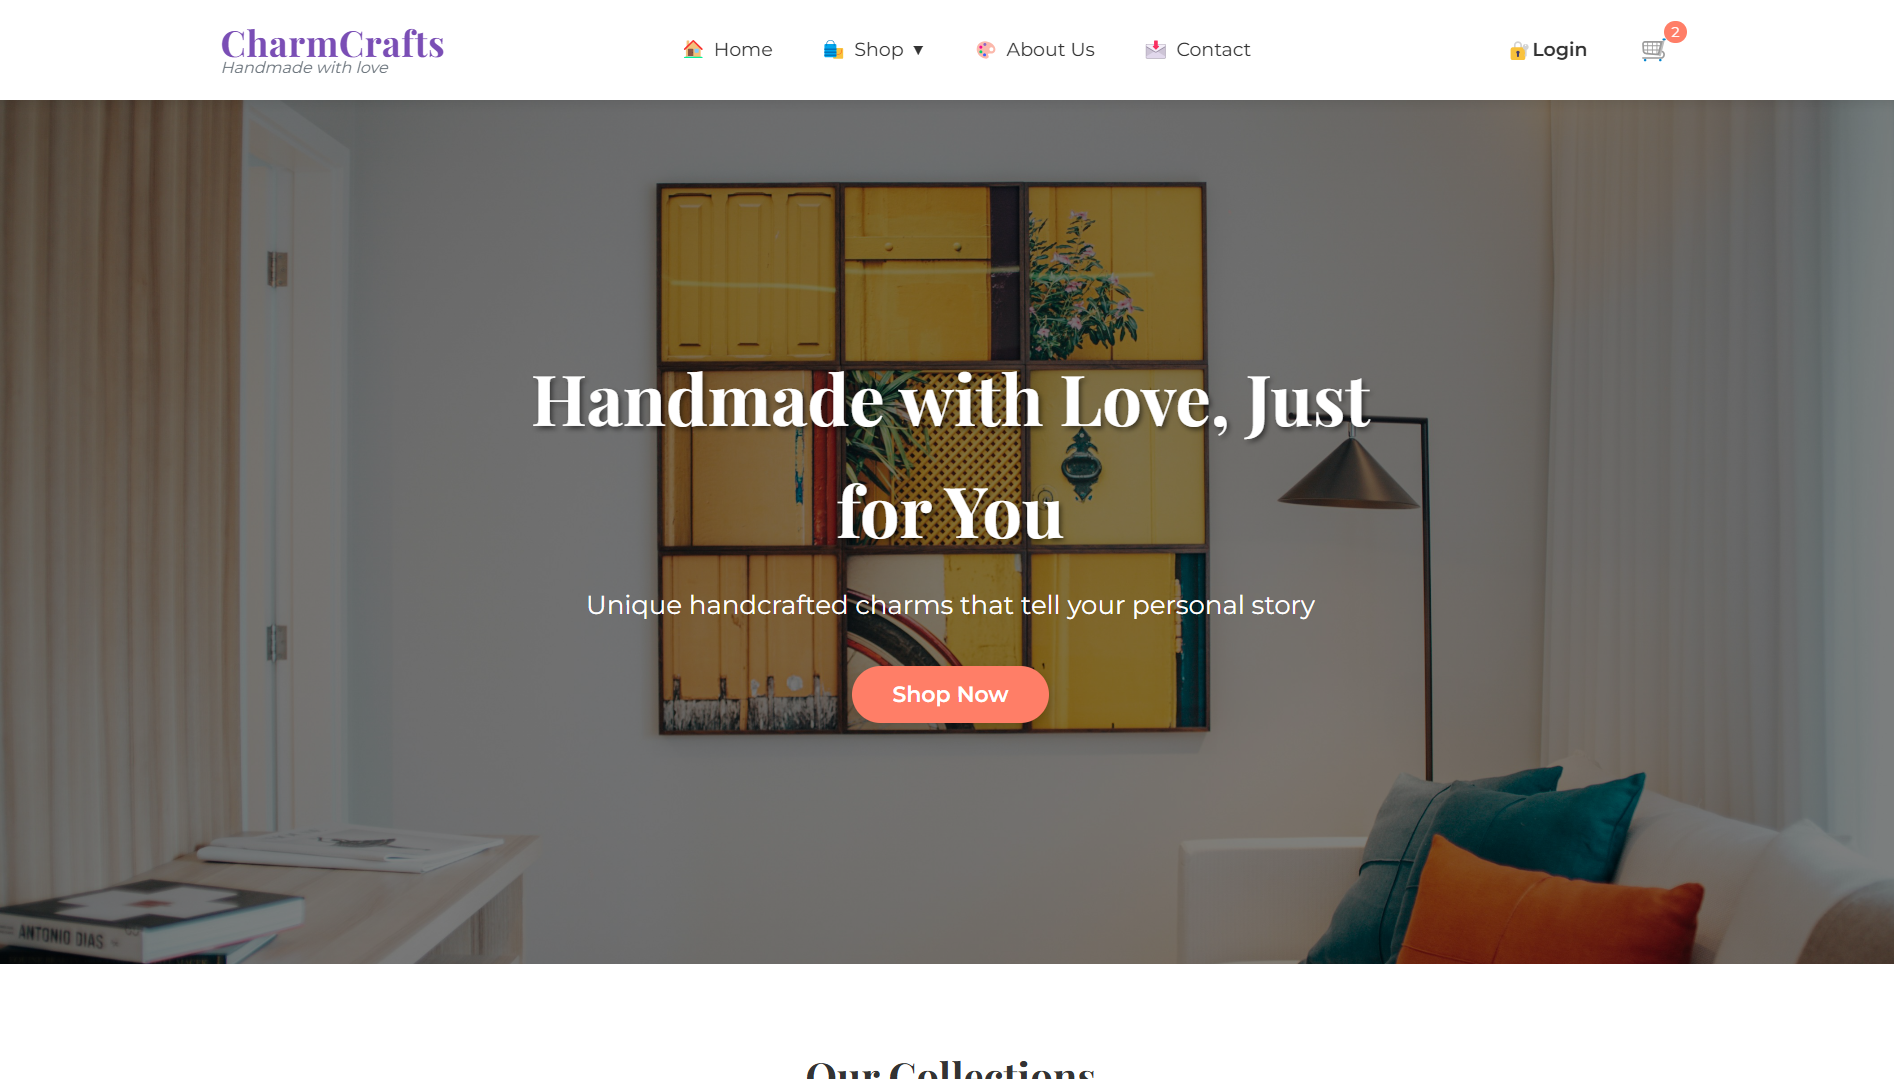 CharmCrafts
Handmade with love
Home
Shop ▼
About Us
Contact
Login
2
Handmade with Love, Just
for You
Unique handcrafted charms that tell your personal story
Shop Now
ANTONIO DIAS
Our Collections